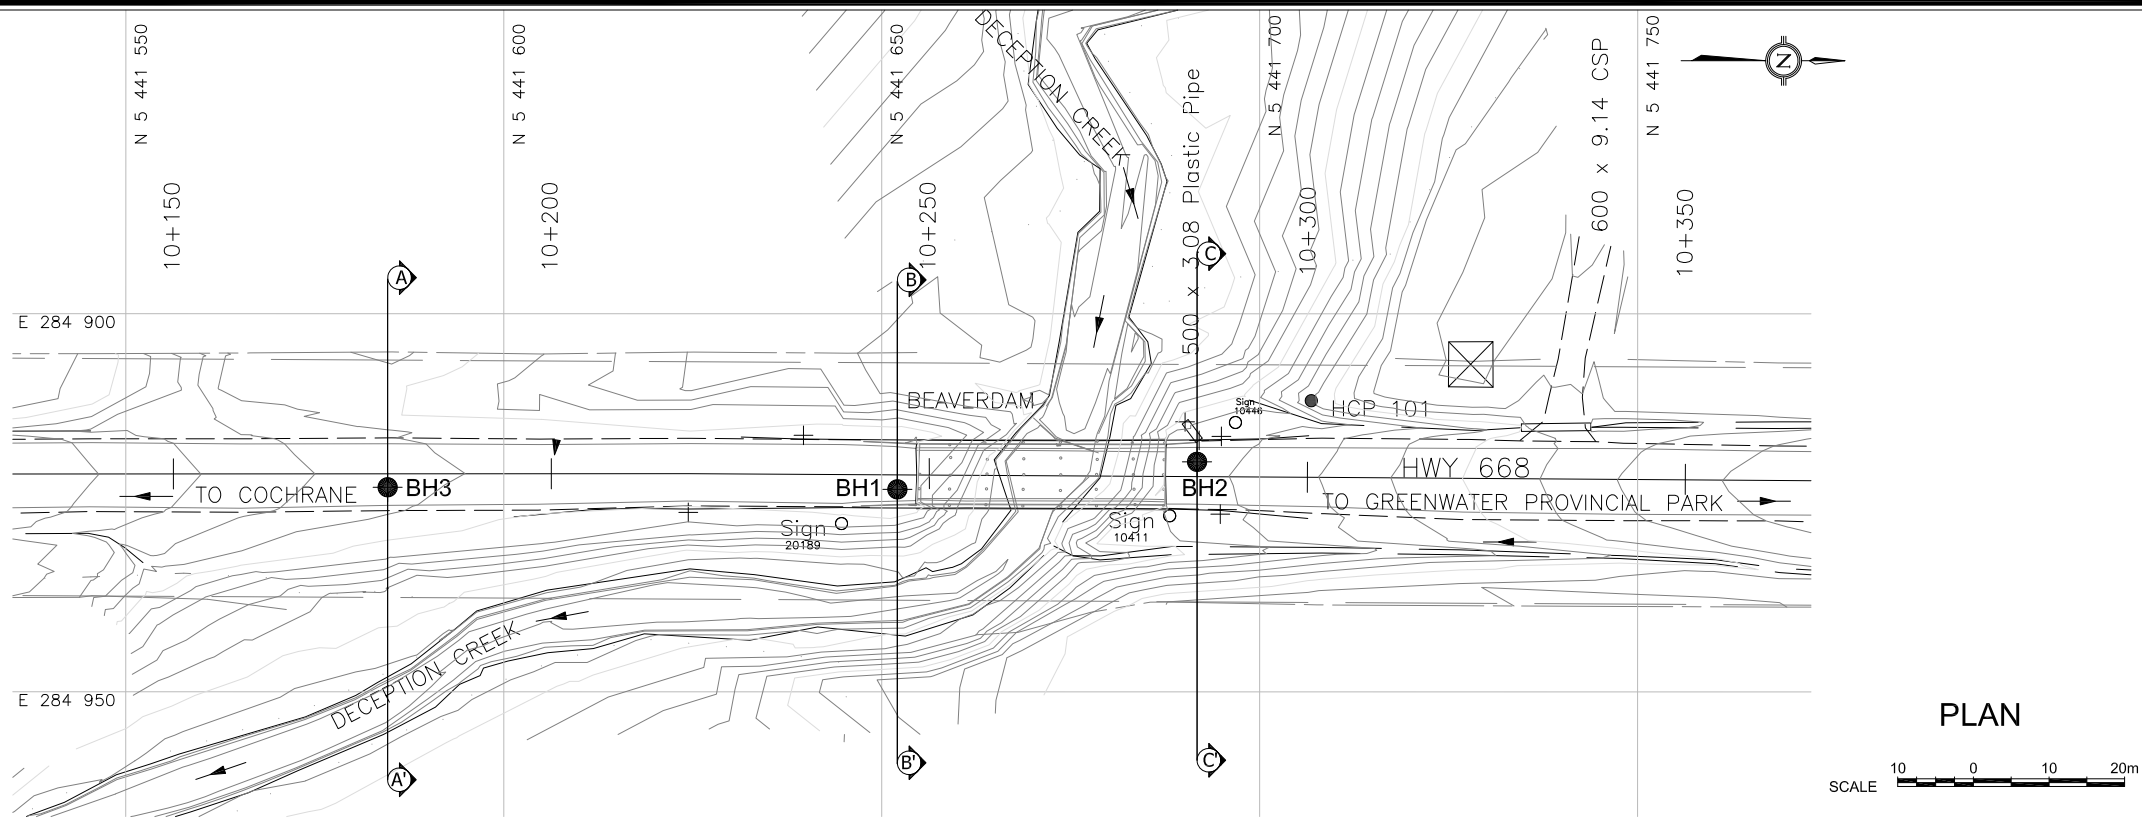 N 5 441 550
N 5 441 600
N 5 441 650
N 5 441 700
N 5 441 750
DECEPTION CREEK
500 x 3.08 Plastic Pipe
600 x 9.14 CSP
N
10+150
10+200
10+250
10+300
10+350
A
B
C
E 284 900
BEAVERDAM
Sign
10446
HCP 101
HWY 668
TO COCHRANE
BH3
BH1
BH2
TO GREENWATER PROVINCIAL PARK
Sign
20189
Sign
10411
DECEPTION CREEK
E 284 950
A'
B'
C'
PLAN
SCALE
10 0 10 20m